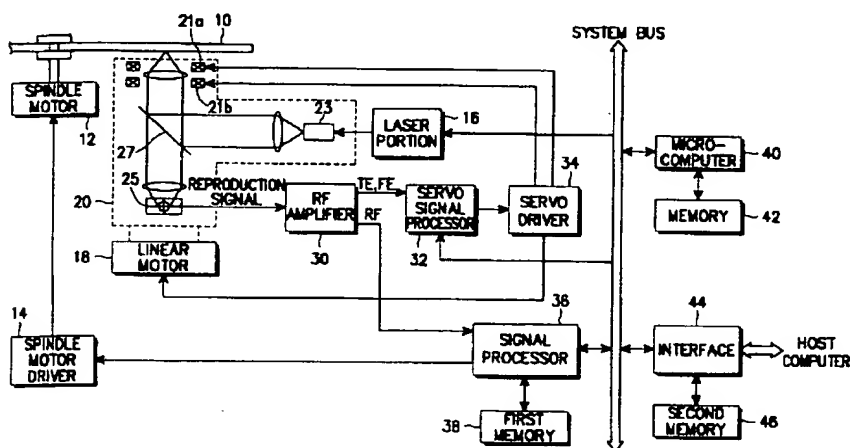 21a
10
SYSTEM BUS
SPINDLE
MOTOR
12
21b
23
LASER
PORTION
16
27
MICRO-
COMPUTER
40
34
20
25
REPRODUCTION
SIGNAL
RF
AMPLIFIER
30
TE,FE
RF
SERVO
SIGNAL
PROCESSOR
32
SERVO
DRIVER
MEMORY
42
18
LINEAR
MOTOR
14
SPINDLE
MOTOR
DRIVER
36
SIGNAL
PROCESSOR
44
INTERFACE
HOST
COMPUTER
38
FIRST
MEMORY
SECOND
MEMORY
46